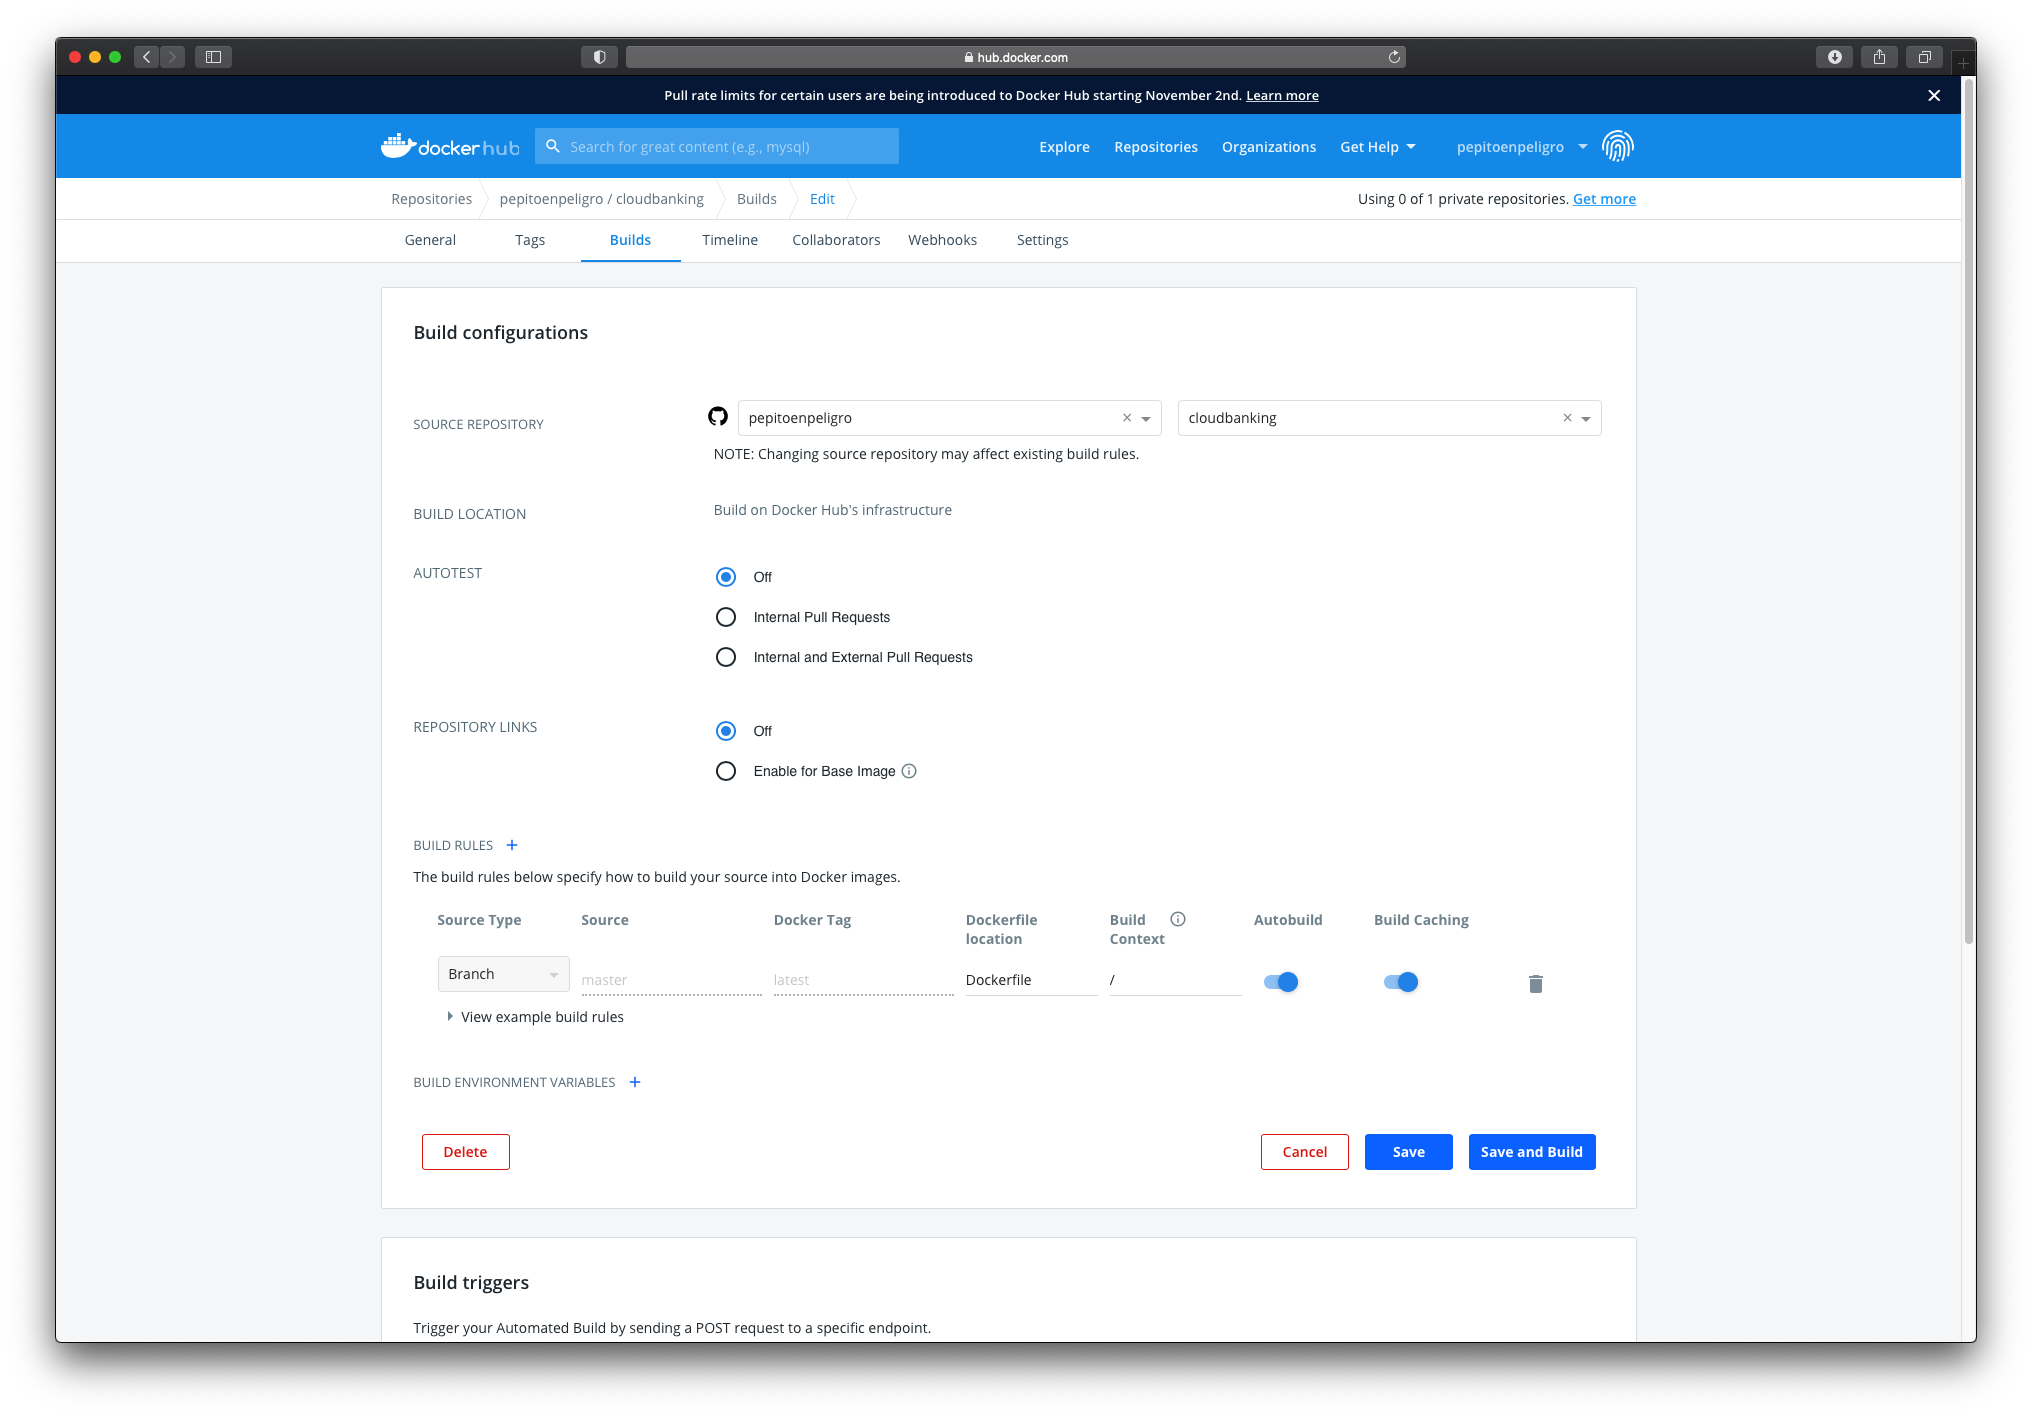 hub.docker.com
Pull rate limits for certain users are being introduced to Docker Hub starting November 2nd. Learn more
docker hub
Search for great content (e.g., mysql)
Explore
Repositories
Organizations
Get Help
pepitoenpeligro
Repositories
pepitoenpeligro / cloudbanking
Builds
Edit
Using 0 of 1 private repositories. Get more
General
Tags
Builds
Timeline
Collaborators
Webhooks
Settings
Build configurations
SOURCE REPOSITORY
pepitoenpeligro
cloudbanking
NOTE: Changing source repository may affect existing build rules.
BUILD LOCATION
Build on Docker Hub's infrastructure
AUTOTEST
Off
Internal Pull Requests
Internal and External Pull Requests
REPOSITORY LINKS
Off
Enable for Base Image
BUILD RULES +
The build rules below specify how to build your source into Docker images.
Source Type
Source
Docker Tag
Dockerfile
location
Build
Context
Autobuild
Build Caching
Branch
master
latest
Dockerfile
/
View example build rules
BUILD ENVIRONMENT VARIABLES +
Delete
Cancel
Save
Save and Build
Build triggers
Trigger your Automated Build by sending a POST request to a specific endpoint.